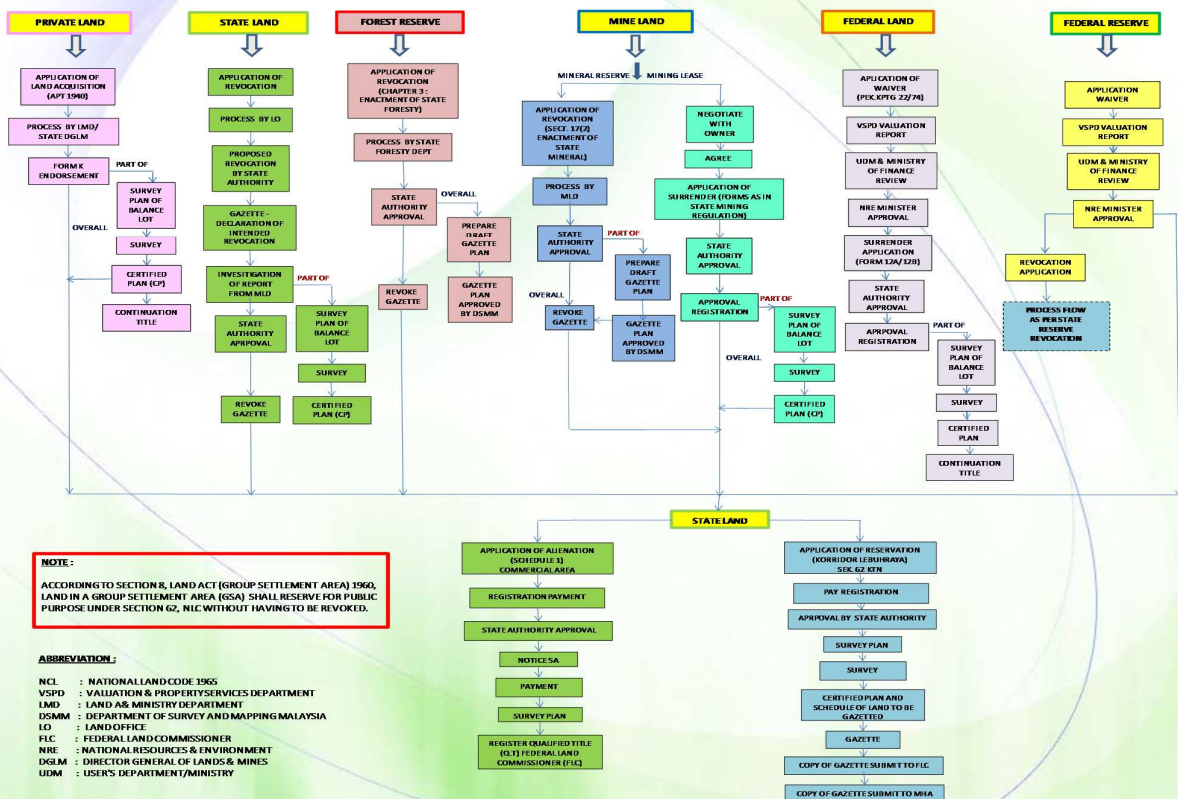 PRIVATE LAND
APPLICATION OF
LAND ACQUISITION
(APT 1940)
PROCESS BY LMD/
STATE DGLM
FORM K
ENDORSEMENT
PART OF
OVERALL
SURVEY
PLAN OF
BALANCE
LOT
SURVEY
CERTIFIED
PLAN (CP)
CONTINUATION
TITLE
STATE LAND
APPLICATION OF
REVOCATION
PROCESS BY LO
PROPOSED
REVOCATION
BY STATE
AUTHORITY
GAZETTE -
DECLARATION OF
INTENDED
REVOCATION
INVESITIGATION
OF REPORT
FROM MLD
PART OF
STATE
AUTHORITY
APRPOVAL
REVOKE
GAZETTE
SURVEY
PLAN OF
BALANCE
LOT
SURVEY
CERTIFIED
PLAN (CP)
FOREST RESERVE
APPLICATION OF
REVOCATION
(CHAPTER 3 :
ENACTMENT OF STATE
FORESTY)
PROCESS BY STATE
FORESTY DEPT
STATE
AUTHORITY
APPROVAL
OVERALL
REVOKE
GAZETTE
PREPARE
DRAFT
GAZETTE
PLAN
GAZETTE
PLAN
APPROVED
BY DSMM
MINE LAND
MINERAL RESERVE
MINING LEASE
APPLICATION OF
REVOCATION
(SECT. 17(2)
ENACTMENT OF
STATE
MINERAL)
PROCESS BY
MLD
STATE
AUTHORITY
APPROVAL
PART OF
OVERALL
REVOKE
GAZETTE
PREPARE
DRAFT
GAZETTE
PLAN
GAZETTE
PLAN
APPROVED
BY DSMM
NEGOTIATE
WITH
OWNER
AGREE
APPLICATION OF
SURRENDER (FORMS AS IN
STATE MINING
REGULATION)
STATE
AUTHORITY
APPROVAL
APPROVAL
REGISTRATION
PART OF
OVERALL
SURVEY
PLAN OF
BALANCE
LOT
SURVEY
CERTIFIED
PLAN (CP)
FEDERAL LAND
APLICATION OF
WAIVER
(PEK.KPTG 22/74)
VSPD VALUATION
REPORT
UDM & MINISTRY
OF FINANCE
REVIEW
NRE MINISTER
APPROVAL
SURRENDER
APPLICATION
(FORM 12A/12B)
STATE
AUTHORITY
APPROVAL
APRPOVAL
REGISTRATION
PART OF
SURVEY
PLAN OF
BALANCE
LOT
SURVEY
CERTIFIED
PLAN
CONTINUATION
TITLE
FEDERAL RESERVE
APPLICATION
WAIVER
VSPD VALUATION
REPORT
UDM & MINISTRY
OF FINANCE
REVIEW
NRE MINISTER
APPROVAL
REVOCATION
APPLICATION
PROCESS FLOW
AS PER STATE
RESERVE
REVOCATION
STATE LAND
APPLICATION OF ALIENATION
(SCHEDULE 1)
COMMERCIAL AREA
REGISTRATION PAYMENT
STATE AUTHORITY APPROVAL
NOTICE 5A
PAYMENT
SURVEY PLAN
REGISTER QUALIFIED TITLE
(Q.T) FEDERAL LAND
COMMISSIONER (FLC)
APPLICATION OF RESERVATION
(KORRIDOR LEBUHRAYA)
SEK. 62 KTN
PAY REGISTRATION
APRPOVAL BY STATE AUTHORITY
SURVEY PLAN
SURVEY
CERTIFIED PLAN AND
SCHEDULE OF LAND TO BE
GAZETTED
GAZETTE
COPY OF GAZETTE SUBMIT TO FLC
COPY OF GAZETTE SUBMIT TO MHA
NOTE :
ACCORDING TO SECTION 8, LAND ACT (GROUP SETTLEMENT AREA) 1960,
LAND IN A GROUP SETTLEMENT AREA (GSA) SHALL RESERVE FOR PUBLIC
PURPOSE UNDER SECTION 62, NLC WITHOUT HAVING TO BE REVOKED.
ABBREVIATION :
NCL : NATIONAL LAND CODE 1965
VSPD : VALUATION & PROPERTY SERVICES DEPARTMENT
LMD : LAND A& MINISTRY DEPARTMENT
DSMM : DEPARTMENT OF SURVEY AND MAPPING MALAYSIA
LO : LAND OFFICE
FLC : FEDERAL LAND COMMISSIONER
NRE : NATIONAL RESOURCES & ENVIRONMENT
DGLM : DIRECTOR GENERAL OF LANDS & MINES
UDM : USER'S DEPARTMENT/MINISTRY